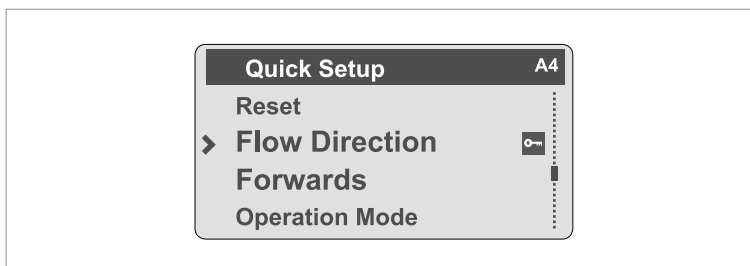 Quick Setup A4
Reset
Flow Direction
Forwards
Operation Mode